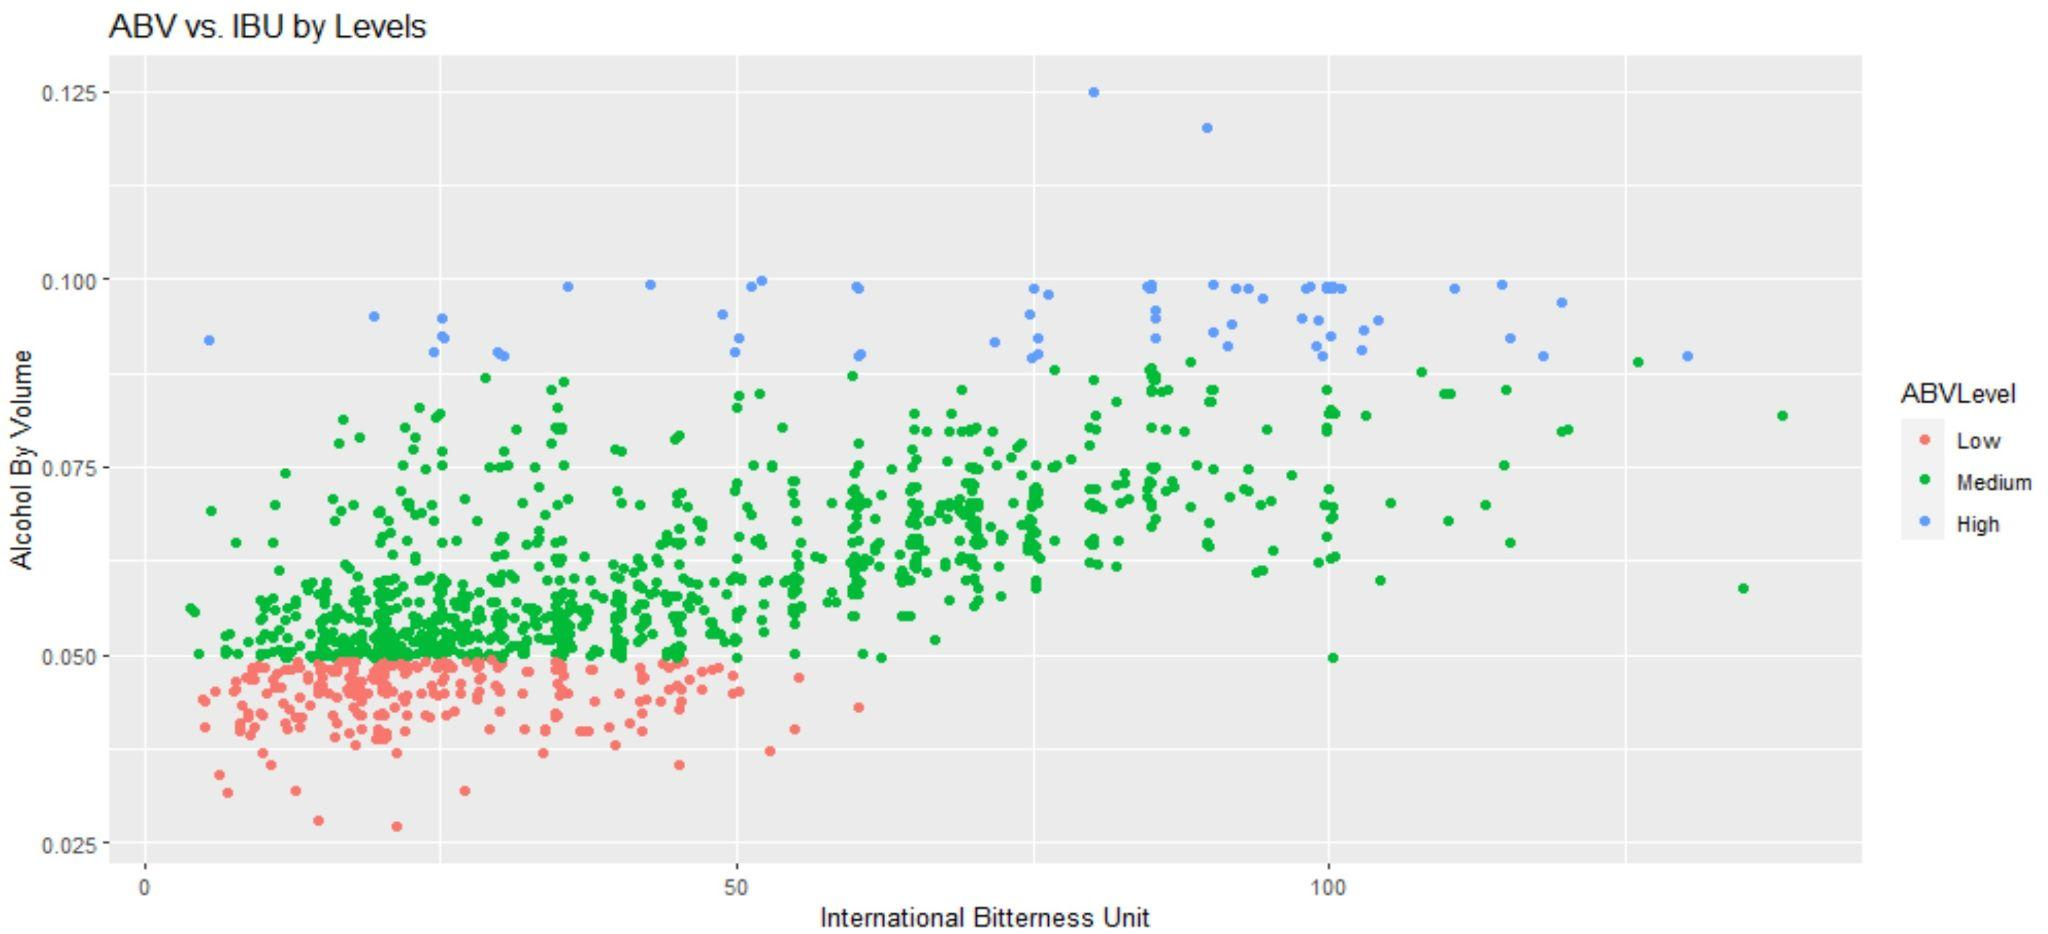 ABV vs. IBU by Levels
Alcohol By Volume
0.125
0.100
0.075
0.050
0.025
0
50
100
International Bitterness Unit
ABVLevel
Low
Medium
High